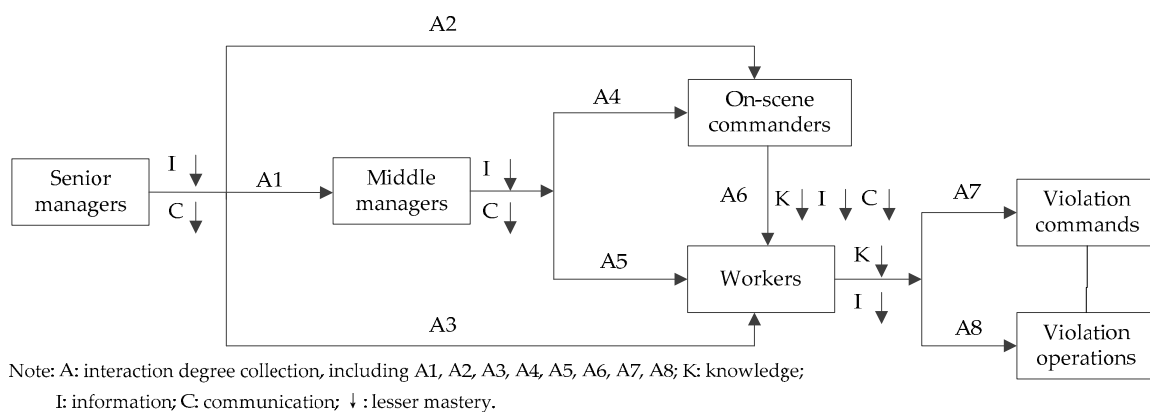 A2
A4
On-scene
commanders
I ↓
A1
Senior
managers
C ↓
Middle
managers
I ↓
C ↓
A6
K ↓ I ↓ C ↓
A7
Violation
commands
A5
Workers
K ↓
I ↓
A3
A8
Violation
operations
Note: A: interaction degree collection, including A1, A2, A3, A4, A5, A6, A7, A8; K: knowledge;
I: information; C: communication; ↓ : lesser mastery.